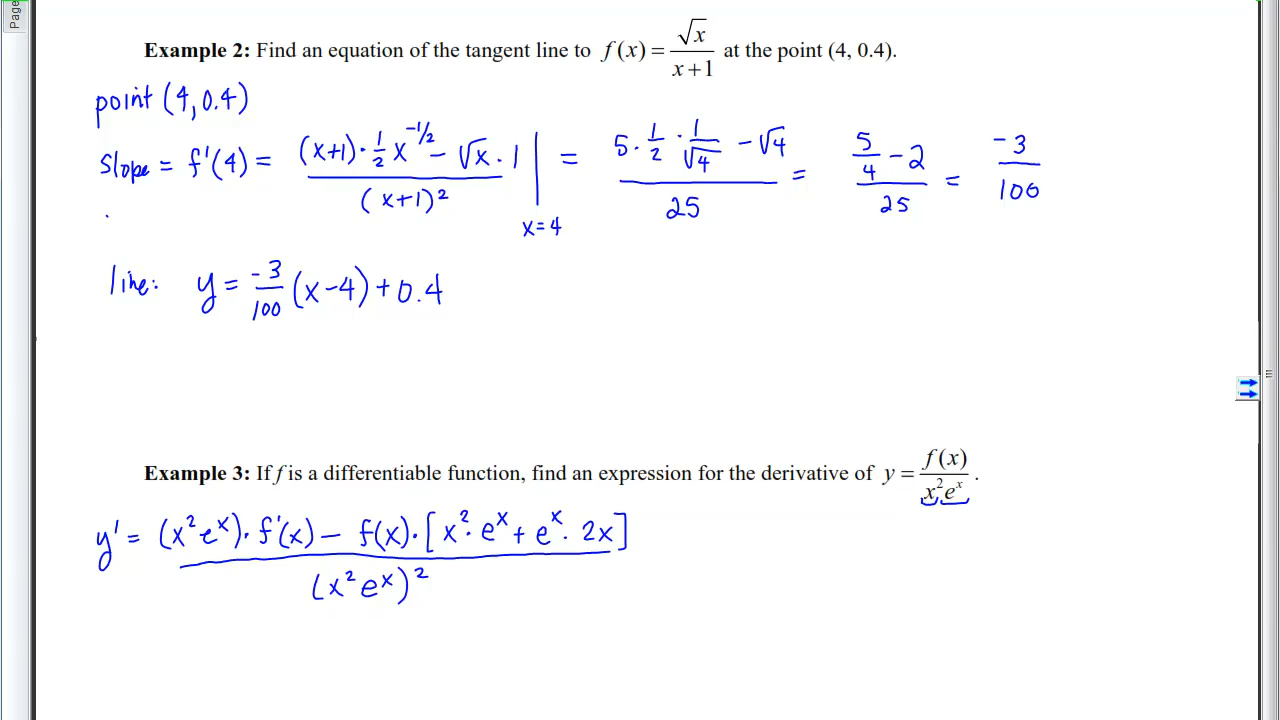 Page
Example 2: Find an equation of the tangent line to f(x) = √x / (x + 1) at the point (4, 0.4).
point (4, 0.4)
slope = f'(4) = ((x+1) · 1/2 x^(-1/2) − √x · 1) / (x+1)² |x=4 = (5 · 1/2 · 1/√4 − √4) / 25 = (5/4 − 2) / 25 = −3/100
line: y = −3/100 (x−4) + 0.4
Example 3: If f is a differentiable function, find an expression for the derivative of y = f(x) / (x²eˣ).
y' = ((x²eˣ) · f'(x) − f(x) · [x² · eˣ + eˣ · 2x]) / (x²eˣ)²